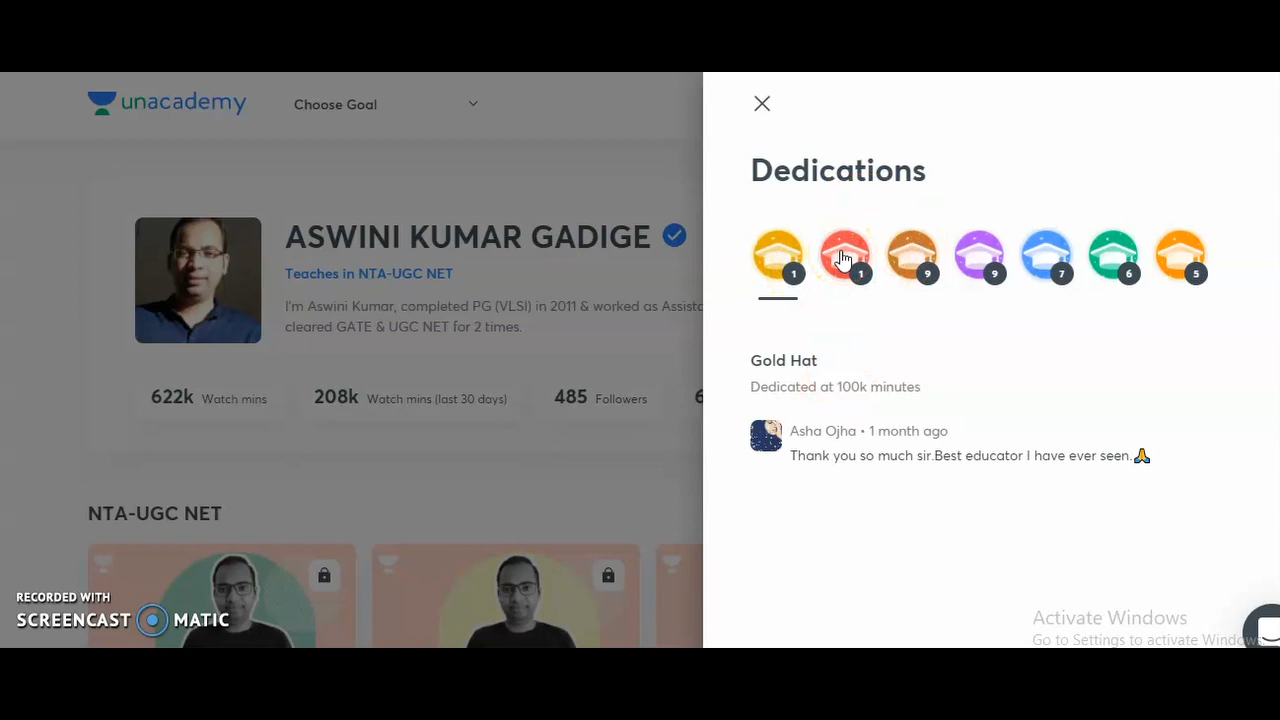 unacademy
Choose Goal
ASWINI KUMAR GADIGE
Teaches in NTA-UGC NET
I'm Aswini Kumar, completed PG (VLSI) in 2011 & worked as Assista
cleared GATE & UGC NET for 2 times.
622k Watch mins
208k Watch mins (last 30 days)
485 Followers
6
NTA-UGC NET
RECORDED WITH
SCREENCAST MATIC
Dedications
1 1 9 9 7 6 5
Gold Hat
Dedicated at 100k minutes
Asha Ojha • 1 month ago
Thank you so much sir.Best educator I have ever seen.🙏
Activate Windows
Go to Settings to activate Windows.